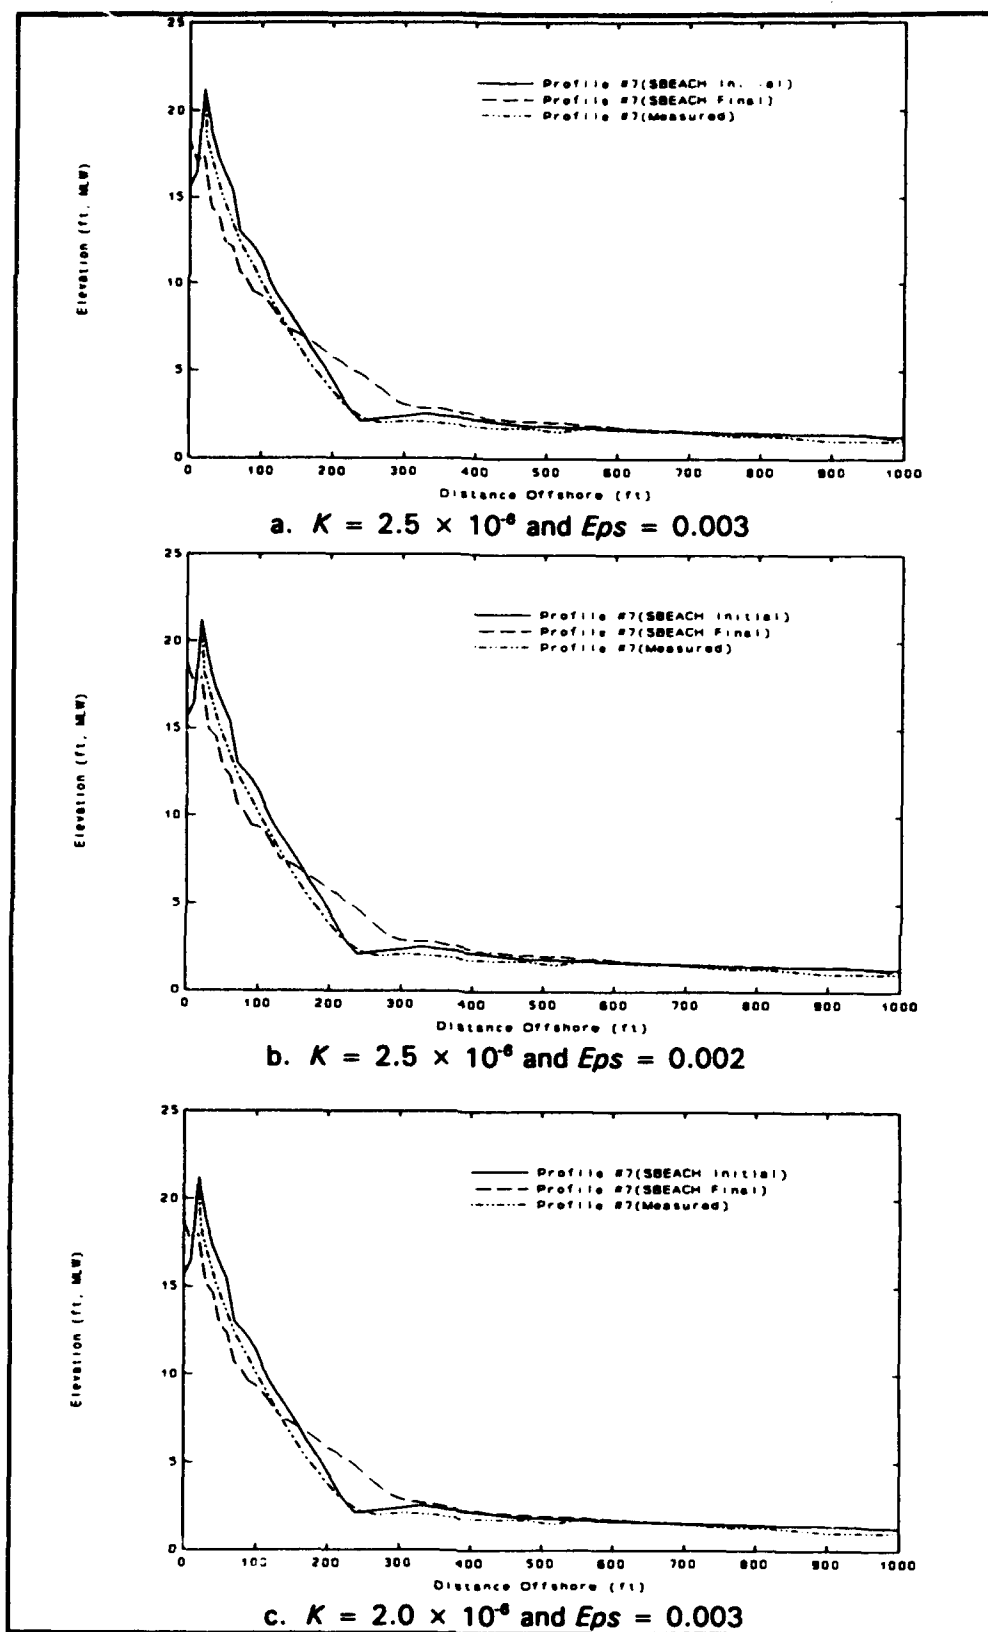 25
Profile #7(SBEACH In. .al)
Profile #7(SBEACH Final)
Profile #7(Measured)
20
15
10
5
0
Elevation (ft, MLW)
0 100 200 300 400 500 600 700 800 900 1000
Distance Offshore (ft)
a. K = 2.5 × 10⁻⁶ and Eps = 0.003
25
Profile #7(SBEACH Initial)
Profile #7(SBEACH Final)
Profile #7(Measured)
20
15
10
5
0
Elevation (ft, MLW)
0 100 200 300 400 500 600 700 800 900 1000
Distance Offshore (ft)
b. K = 2.5 × 10⁻⁶ and Eps = 0.002
25
Profile #7(SBEACH Initial)
Profile #7(SBEACH Final)
Profile #7(Measured)
20
15
10
5
0
Elevation (ft, MLW)
0 100 200 300 400 500 600 700 800 900 1000
Distance Offshore (ft)
c. K = 2.0 × 10⁻⁶ and Eps = 0.003